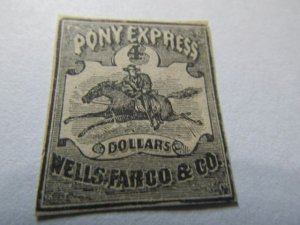 PONY EXPRESS
4
DOLLARS
WELLS, FARGO & CO.